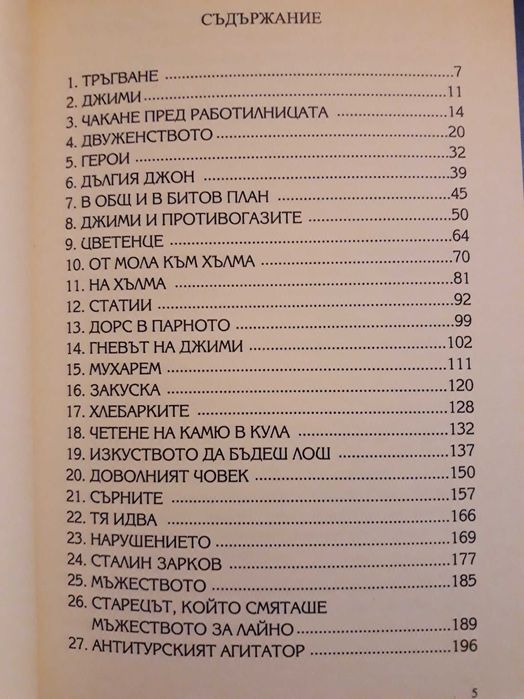 СЪДЪРЖАНИЕ
1. ТРЪГВАНЕ ........ 7
2. ДЖИМИ ........ 11
3. ЧАКАНЕ ПРЕД РАБОТИЛНИЦАТА ........ 14
4. ДВУЖЕНСТВОТО ........ 20
5. ГЕРОИ ........ 32
6. ДЪЛГИЯ ДЖОН ........ 39
7. В ОБЩ И В БИТОВ ПЛАН ........ 45
8. ДЖИМИ И ПРОТИВОГАЗИТЕ ........ 50
9. ЦВЕТЕНЦЕ ........ 64
10. ОТ МОЛА КЪМ ХЪЛМА ........ 70
11. НА ХЪЛМА ........ 81
12. СТАТИИ ........ 92
13. ДОРС В ПАРНОТО ........ 99
14. ГНЕВЪТ НА ДЖИМИ ........ 102
15. МУХАРЕМ ........ 111
16. ЗАКУСКА ........ 120
17. ХЛЕБАРКИТЕ ........ 128
18. ЧЕТЕНЕ НА КАМЮ В КУЛА ........ 132
19. ИЗКУСТВОТО ДА БЪДЕШ ЛОШ ........ 137
20. ДОВОЛНИЯТ ЧОВЕК ........ 150
21. СЪРНИТЕ ........ 157
22. ТЯ ИДВА ........ 166
23. НАРУШЕНИЕТО ........ 169
24. СТАЛИН ЗАРКОВ ........ 177
25. МЪЖЕСТВОТО ........ 185
26. СТАРЕЦЪТ, КОЙТО СМЯТАШЕ
МЪЖЕСТВОТО ЗА ЛАЙНО ........ 189
27. АНТИТУРСКИЯТ АГИТАТОР ........ 196
5